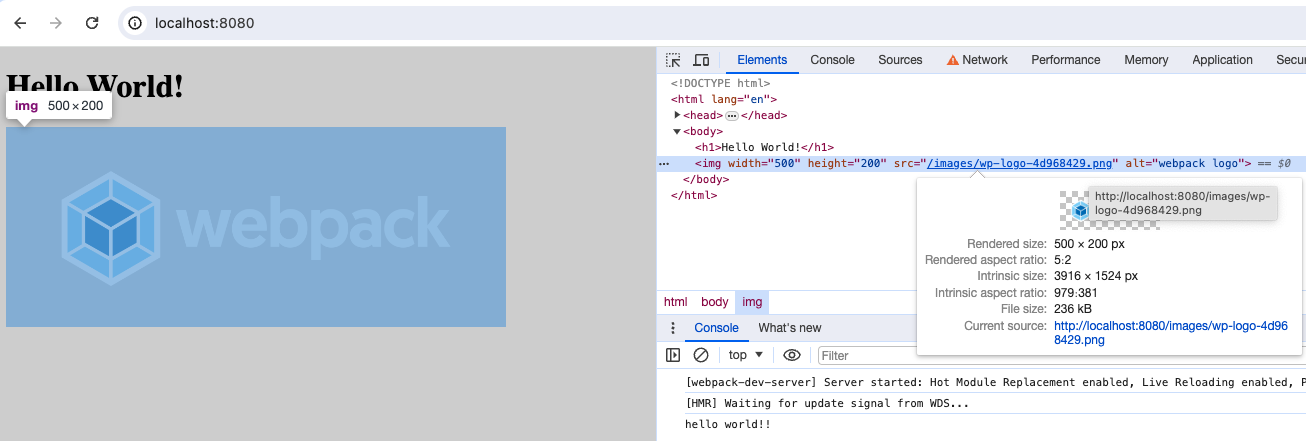 localhost:8080
Hello World!
img 500 × 200
webpack
Elements Console Sources Network Performance Memory Application Secu
<!DOCTYPE html>
<html lang="en">
<head> ••• </head>
<body>
<h1>Hello World!</h1>
••• <img width="500" height="200" src="/images/wp-logo-4d968429.png" alt="webpack logo"> == $0
</body>
</html>
http://localhost:8080/images/wp-
logo-4d968429.png
Rendered size: 500 × 200 px
Rendered aspect ratio: 5:2
Intrinsic size: 3916 × 1524 px
Intrinsic aspect ratio: 979:381
File size: 236 kB
Current source: http://localhost:8080/images/wp-logo-4d96
8429.png
html body img
Console What's new
top Filter
[webpack-dev-server] Server started: Hot Module Replacement enabled, Live Reloading enabled, P
[HMR] Waiting for update signal from WDS...
hello world!!